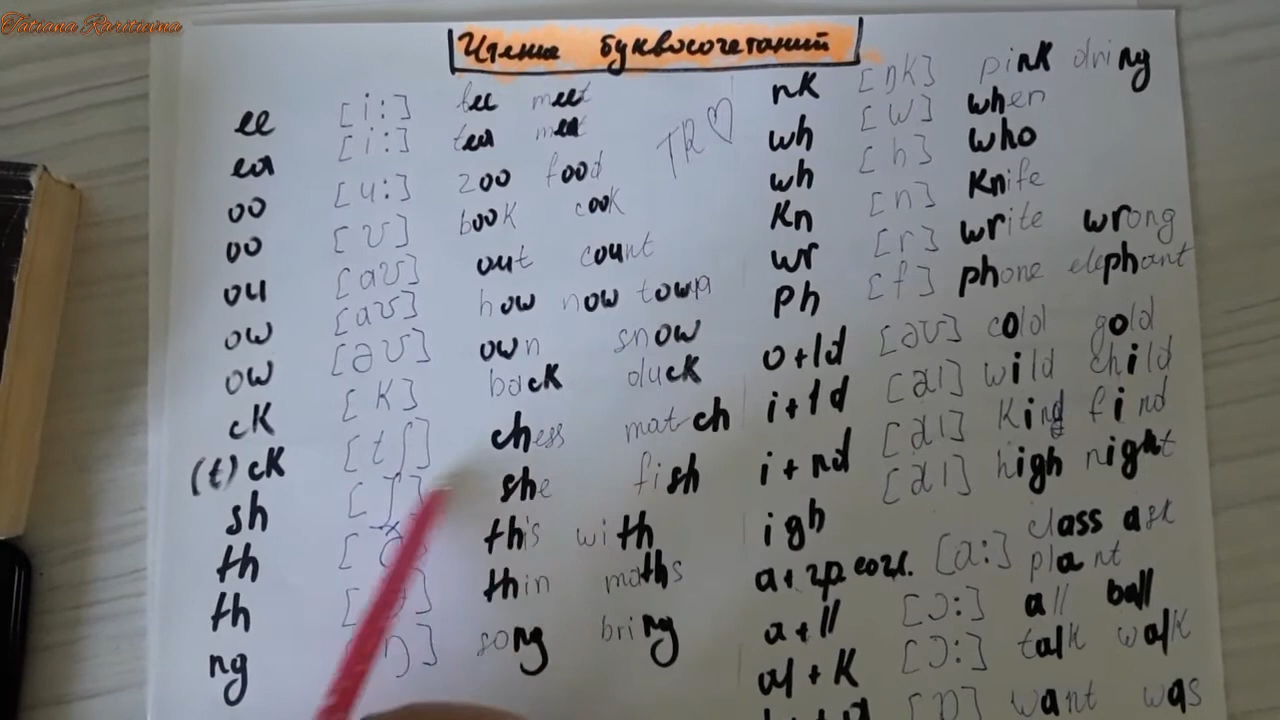 Tatiana Raritiwna
Чтение буквосочетаний
ee [i:] bee meet
ea [i:] tea meat
oo [u:] zoo food
oo [ʊ] book cook
ou [aʊ] out count
ow [aʊ] how now town
ow [əʊ] own snow
ck [k] back duck
(t)ck [tʃ] chess match
sh [ʃ] she fish
th this with
th thin maths
ng song bring
TR♡
nk [ŋk] pink dring
wh [w] when
wh [h] who
kn [n] knife
wr [r] write wrong
ph [f] phone elephant
o+ld [əʊ] cold gold
i+ld [aɪ] wild child
i+nd [aɪ] kind find
igh [aɪ] high night
a+гр. согл. [a:] class ask
plant
a+ll [ɔ:] all ball
al+k [ɔ:] talk walk
[ɒ] want was